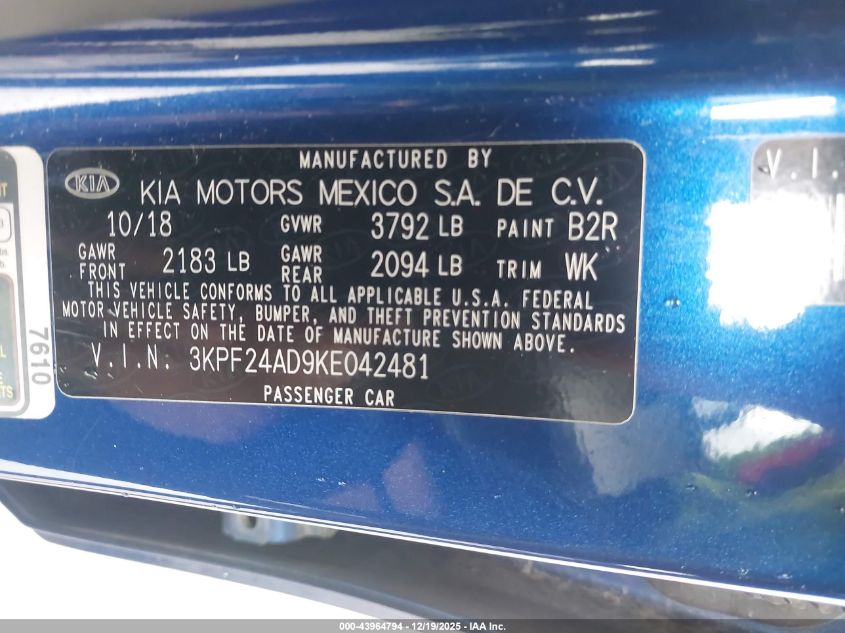 MANUFACTURED BY
KIA KIA MOTORS MEXICO S.A. DE C.V.
10/18 GVWR 3792 LB PAINT B2R
GAWR FRONT 2183 LB GAWR REAR 2094 LB TRIM WK
THIS VEHICLE CONFORMS TO ALL APPLICABLE U.S.A. FEDERAL
MOTOR VEHICLE SAFETY, BUMPER, AND THEFT PREVENTION STANDARDS
IN EFFECT ON THE DATE OF MANUFACTURE SHOWN ABOVE.
V.I.N. 3KPF24AD9KE042481
PASSENGER CAR
7610
V.I.
000-43964794 - 12/19/2025 - IAA Inc.